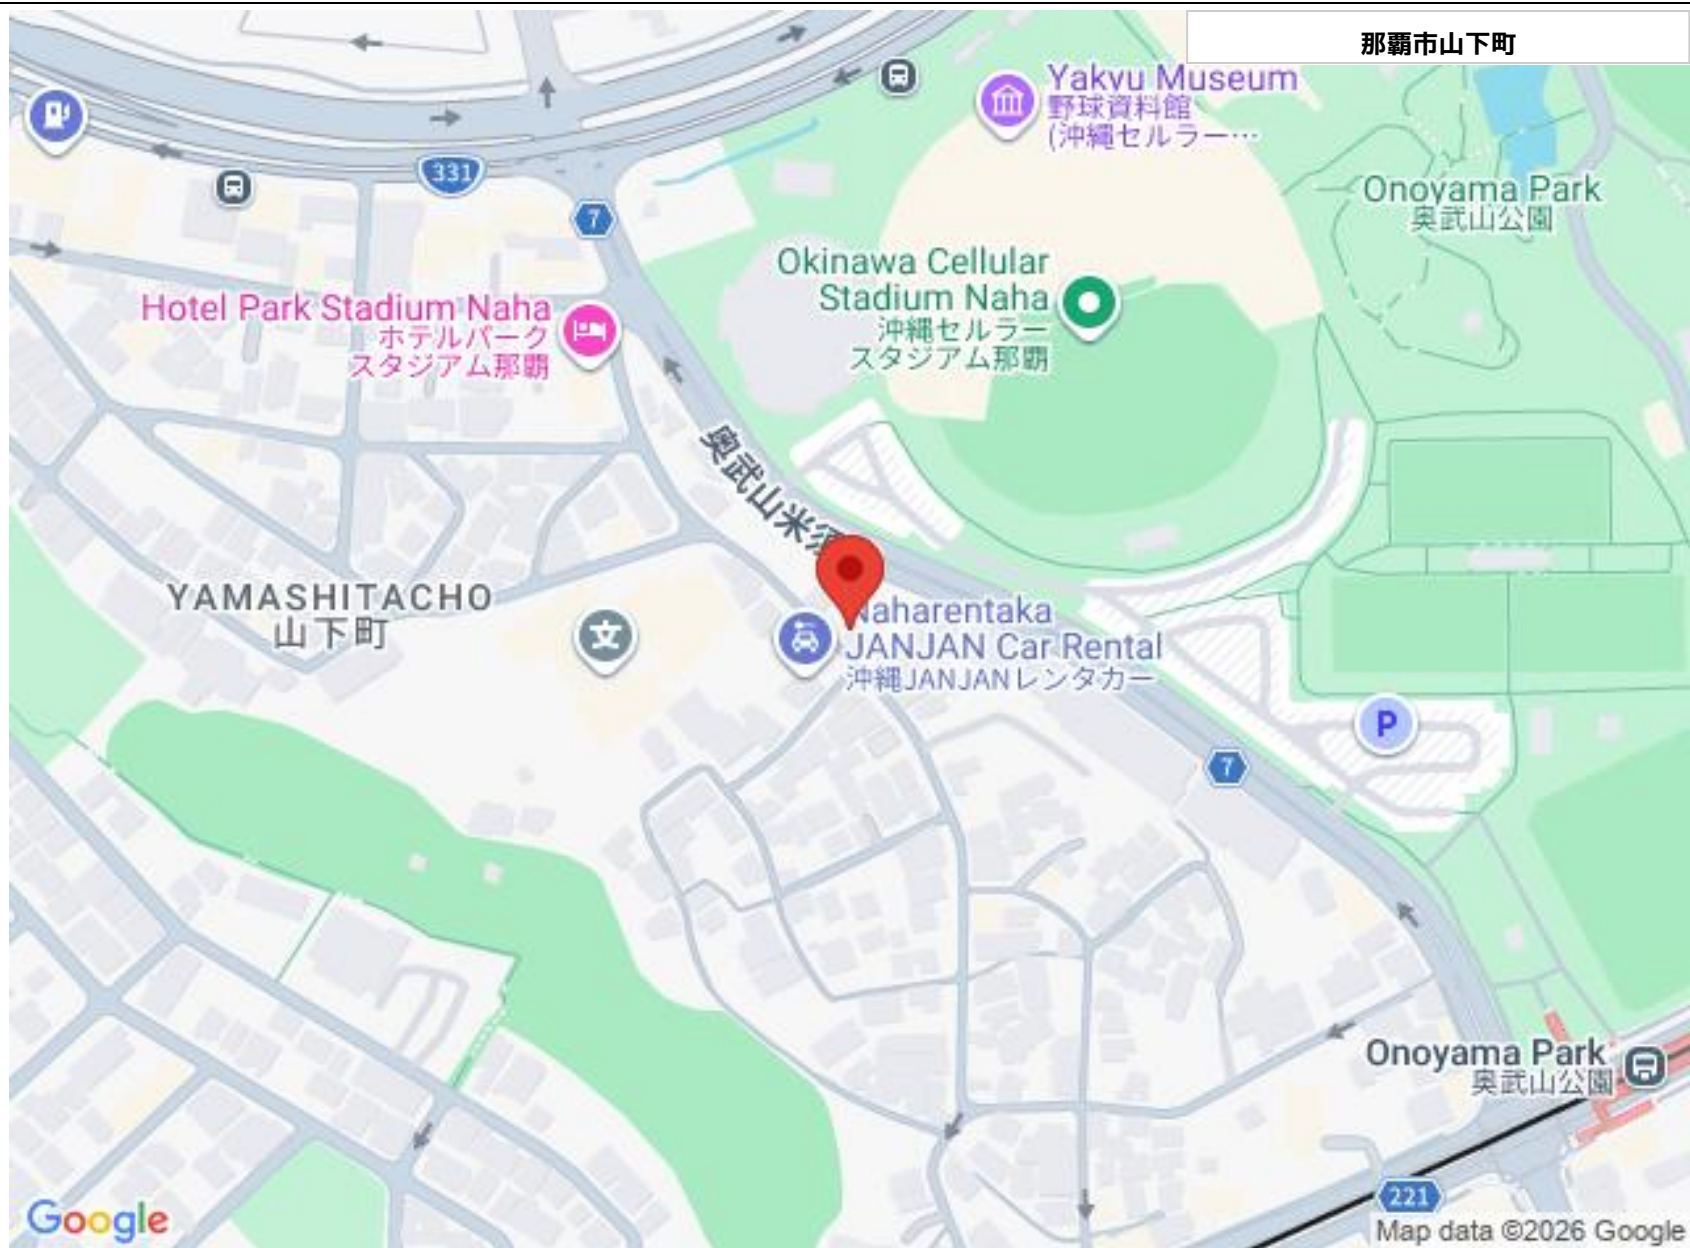 那覇市山下町
Yakyu Museum
野球資料館
(沖縄セルラー…
331
7
Onoyama Park
奥武山公園
Okinawa Cellular
Stadium Naha
沖縄セルラー
スタジアム那覇
Hotel Park Stadium Naha
ホテルパーク
スタジアム那覇
奥武山米須
YAMASHITACHO
山下町
文
Naharentaka
JANJAN Car Rental
沖縄JANJANレンタカー
P
7
Onoyama Park
奥武山公園
221
Google
Map data ©2026 Google